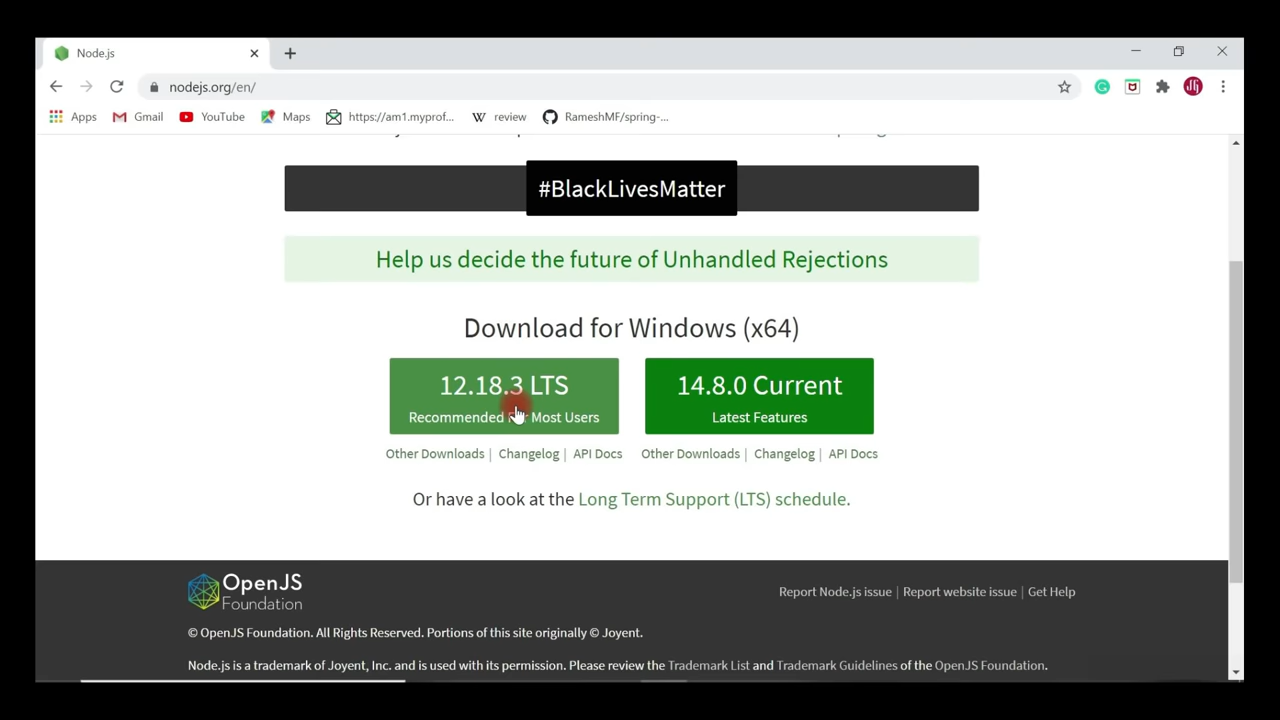 Node.js
nodejs.org/en/
Apps Gmail YouTube Maps https://am1.myprof... review RameshMF/spring-...
#BlackLivesMatter
Help us decide the future of Unhandled Rejections
Download for Windows (x64)
12.18.3 LTS
Recommended For Most Users
14.8.0 Current
Latest Features
Other Downloads | Changelog | API Docs
Other Downloads | Changelog | API Docs
Or have a look at the Long Term Support (LTS) schedule.
OpenJS
Foundation
Report Node.js issue | Report website issue | Get Help
© OpenJS Foundation. All Rights Reserved. Portions of this site originally © Joyent.
Node.js is a trademark of Joyent, Inc. and is used with its permission. Please review the Trademark List and Trademark Guidelines of the OpenJS Foundation.